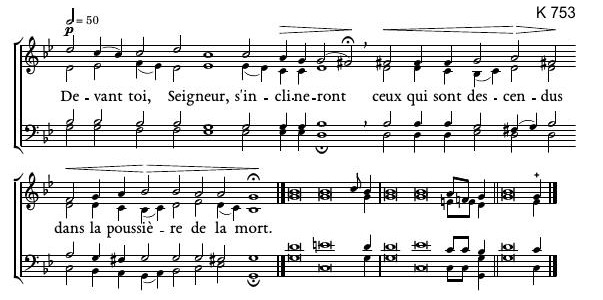 K 753
𝅗𝅥 = 50
p
De - vant toi, Seigneur, s'in - cli-ne-ront ceux qui sont des - cen - dus
dans la poussiè - re de la mort.